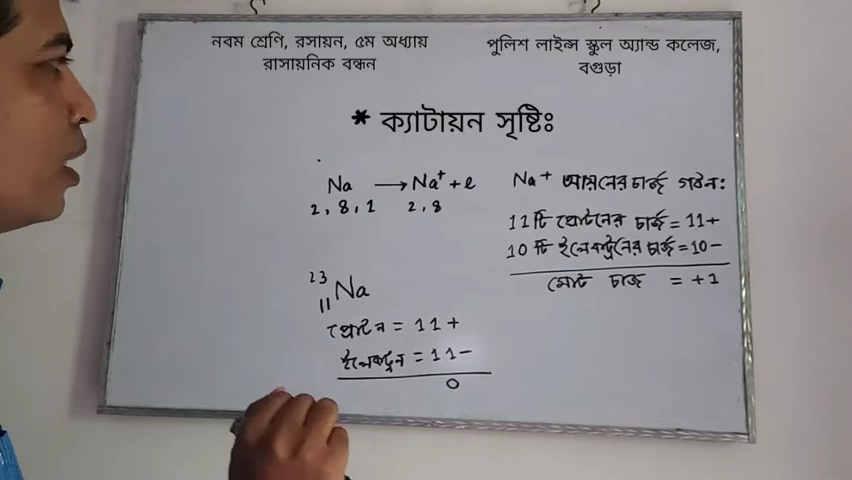 নবম শ্রেণি, রসায়ন, ৫ম অধ্যায়
রাসায়নিক বন্ধন
পুলিশ লাইন্স স্কুল অ্যান্ড কলেজ,
বগুড়া
* ক্যাটায়ন সৃষ্টিঃ
Na → Na⁺ + e
2, 8, 1 2, 8
²³₁₁Na
প্রোটন = 11 +
ইলেকট্রন = 11 −
0
Na⁺ আয়নের চার্জ গঠন:
11 টি প্রোটনের চার্জ = 11+
10 টি ইলেকট্রনের চার্জ = 10−
মোট চার্জ = +1